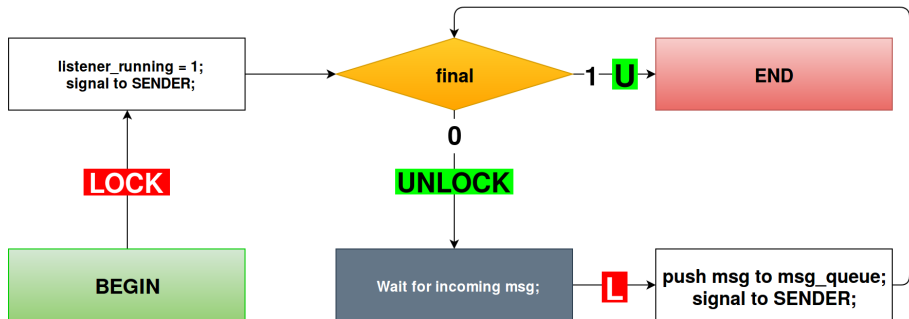 listener_running = 1;
signal to SENDER;
final
1
U
END
0
LOCK
UNLOCK
BEGIN
Wait for incoming msg;
L
push msg to msg_queue;
signal to SENDER;